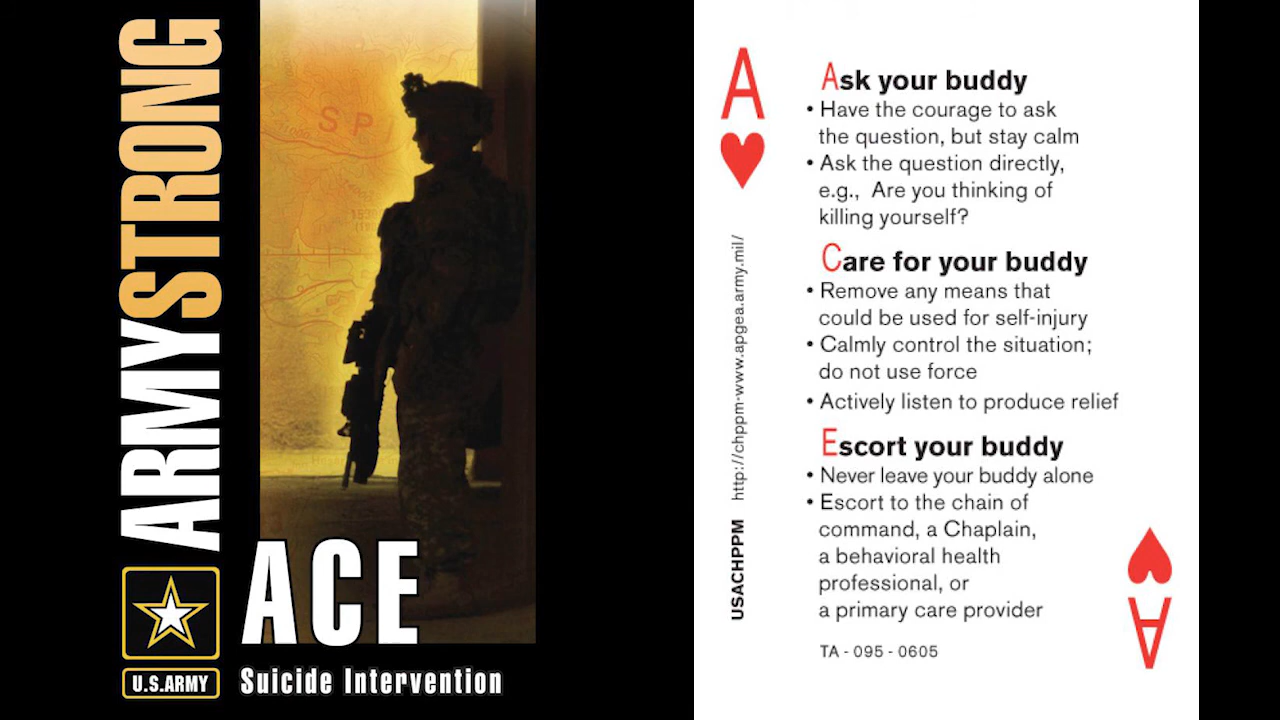 ARMYSTRONG
U.S.ARMY
ACE
Suicide Intervention
A
Ask your buddy
• Have the courage to ask
the question, but stay calm
• Ask the question directly,
e.g., Are you thinking of
killing yourself?
Care for your buddy
• Remove any means that
could be used for self-injury
• Calmly control the situation;
do not use force
• Actively listen to produce relief
Escort your buddy
• Never leave your buddy alone
• Escort to the chain of
command, a Chaplain,
a behavioral health
professional, or
a primary care provider
TA - 095 - 0605
USACHPPM http://chppm-www.apgea.army.mil/
A